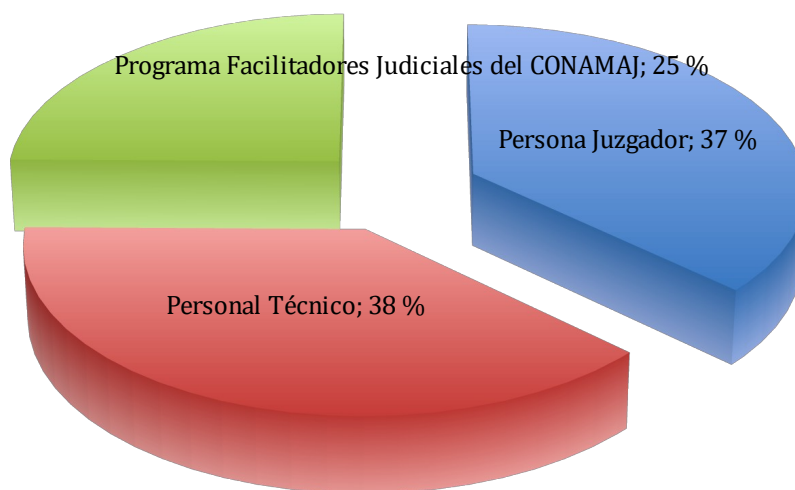 Programa Facilitadores Judiciales del CONAMAJ; 25 %
Persona Juzgador; 37 %
Personal Técnico; 38 %